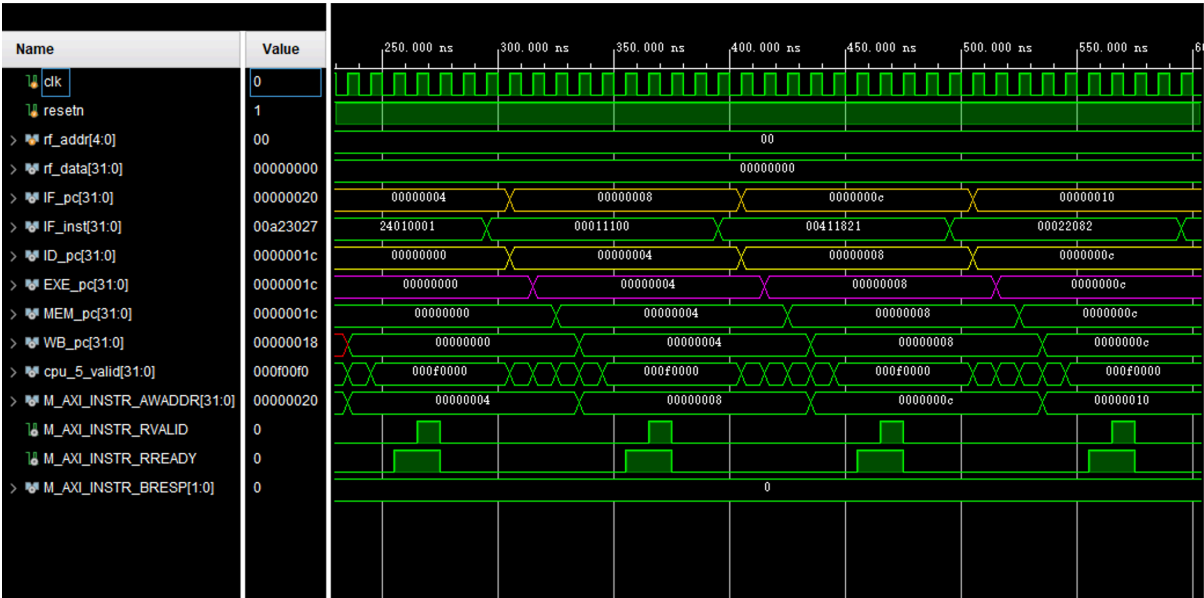 Name Value 250.000 ns 300.000 ns 350.000 ns 400.000 ns 450.000 ns 500.000 ns 550.000 ns
clk 0
resetn 1
rf_addr[4:0] 00 00
rf_data[31:0] 00000000 00000000
IF_pc[31:0] 00000020 00000004 00000008 0000000c 00000010
IF_inst[31:0] 00a23027 24010001 00011100 00411821 00022082
ID_pc[31:0] 0000001c 00000000 00000004 00000008 0000000c
EXE_pc[31:0] 0000001c 00000000 00000004 00000008 0000000c
MEM_pc[31:0] 0000001c 00000000 00000004 00000008 0000000c
WB_pc[31:0] 00000018 00000000 00000004 00000008 0000000c
cpu_5_valid[31:0] 000f00f0 000f0000 000f0000 000f0000 000f0000
M_AXI_INSTR_AWADDR[31:0] 00000020 00000004 00000008 0000000c 00000010
M_AXI_INSTR_RVALID 0
M_AXI_INSTR_RREADY 0
M_AXI_INSTR_BRESP[1:0] 0 0